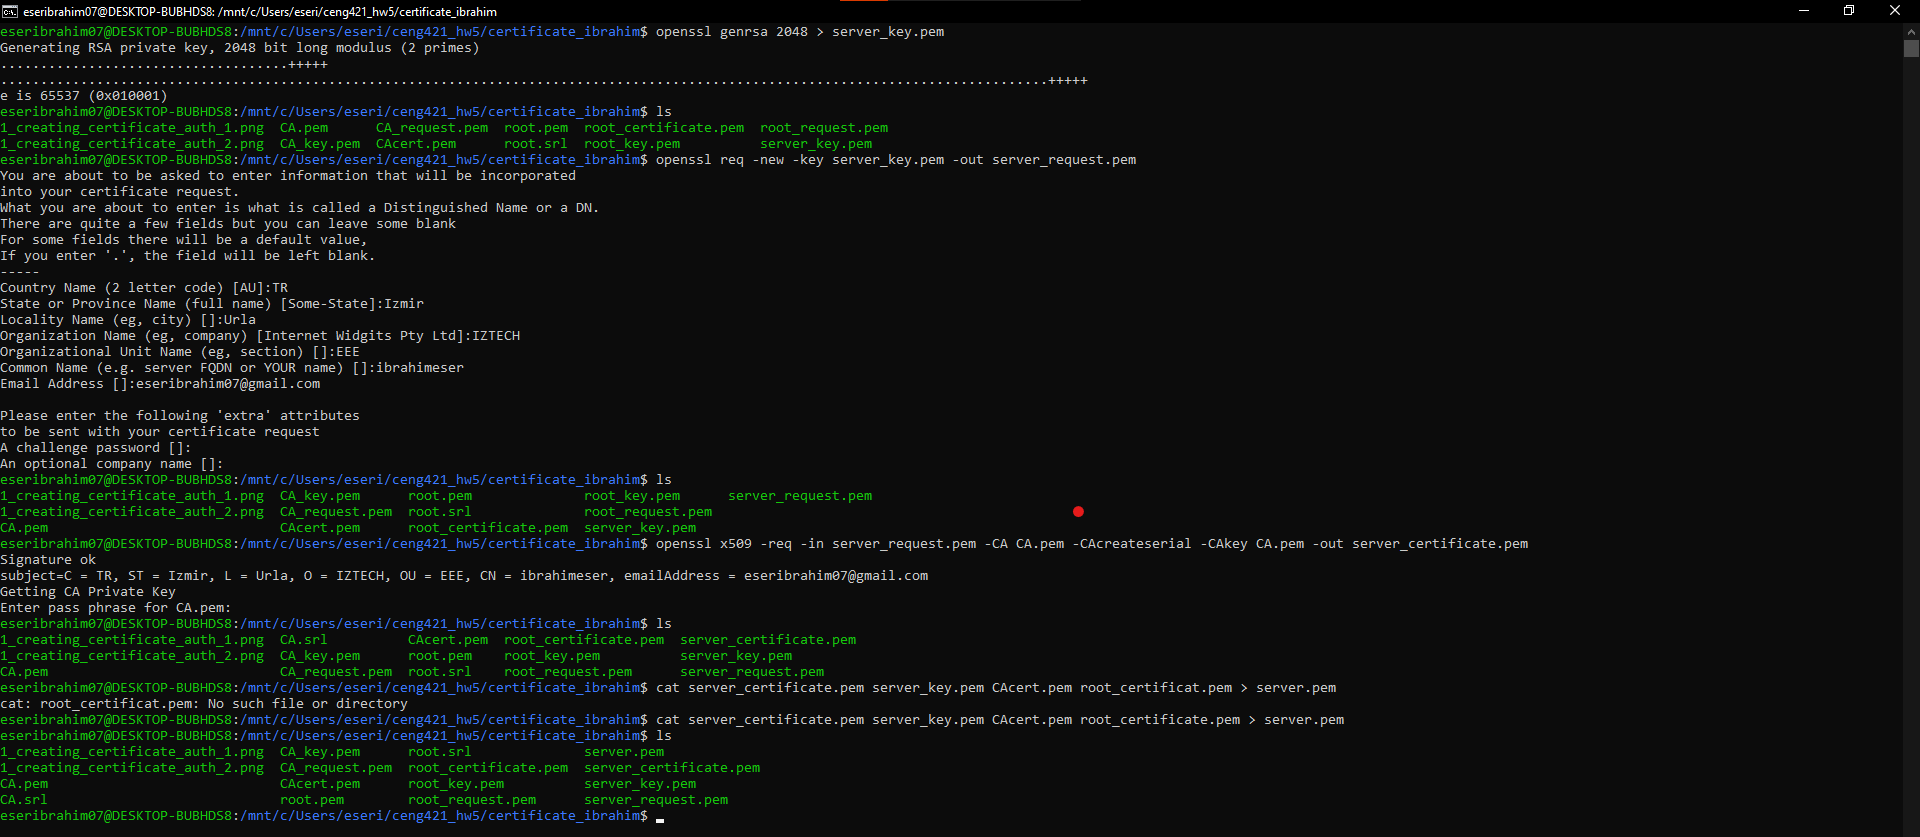 eseribrahim07@DESKTOP-BUBHDS8: /mnt/c/Users/eseri/ceng421_hw5/certificate_ibrahim
eseribrahim07@DESKTOP-BUBHDS8:/mnt/c/Users/eseri/ceng421_hw5/certificate_ibrahim$ openssl genrsa 2048 > server_key.pem
Generating RSA private key, 2048 bit long modulus (2 primes)
....................................+++++
...................................................................................................................................+++++
e is 65537 (0x010001)
eseribrahim07@DESKTOP-BUBHDS8:/mnt/c/Users/eseri/ceng421_hw5/certificate_ibrahim$ ls
1_creating_certificate_auth_1.png  CA.pem      CA_request.pem  root.pem  root_certificate.pem  root_request.pem
1_creating_certificate_auth_2.png  CA_key.pem  CAcert.pem      root.srl  root_key.pem          server_key.pem
eseribrahim07@DESKTOP-BUBHDS8:/mnt/c/Users/eseri/ceng421_hw5/certificate_ibrahim$ openssl req -new -key server_key.pem -out server_request.pem
You are about to be asked to enter information that will be incorporated
into your certificate request.
What you are about to enter is what is called a Distinguished Name or a DN.
There are quite a few fields but you can leave some blank
For some fields there will be a default value,
If you enter '.', the field will be left blank.
-----
Country Name (2 letter code) [AU]:TR
State or Province Name (full name) [Some-State]:Izmir
Locality Name (eg, city) []:Urla
Organization Name (eg, company) [Internet Widgits Pty Ltd]:IZTECH
Organizational Unit Name (eg, section) []:EEE
Common Name (e.g. server FQDN or YOUR name) []:ibrahimeser
Email Address []:eseribrahim07@gmail.com

Please enter the following 'extra' attributes
to be sent with your certificate request
A challenge password []:
An optional company name []:
eseribrahim07@DESKTOP-BUBHDS8:/mnt/c/Users/eseri/ceng421_hw5/certificate_ibrahim$ ls
1_creating_certificate_auth_1.png  CA_key.pem      root.pem              root_key.pem      server_request.pem
1_creating_certificate_auth_2.png  CA_request.pem  root.srl              root_request.pem
CA.pem                             CAcert.pem      root_certificate.pem  server_key.pem
eseribrahim07@DESKTOP-BUBHDS8:/mnt/c/Users/eseri/ceng421_hw5/certificate_ibrahim$ openssl x509 -req -in server_request.pem -CA CA.pem -CAcreateserial -CAkey CA.pem -out server_certificate.pem
Signature ok
subject=C = TR, ST = Izmir, L = Urla, O = IZTECH, OU = EEE, CN = ibrahimeser, emailAddress = eseribrahim07@gmail.com
Getting CA Private Key
Enter pass phrase for CA.pem:
eseribrahim07@DESKTOP-BUBHDS8:/mnt/c/Users/eseri/ceng421_hw5/certificate_ibrahim$ ls
1_creating_certificate_auth_1.png  CA.srl          CAcert.pem  root_certificate.pem  server_certificate.pem
1_creating_certificate_auth_2.png  CA_key.pem      root.pem    root_key.pem          server_key.pem
CA.pem                             CA_request.pem  root.srl    root_request.pem      server_request.pem
eseribrahim07@DESKTOP-BUBHDS8:/mnt/c/Users/eseri/ceng421_hw5/certificate_ibrahim$ cat server_certificate.pem server_key.pem CAcert.pem root_certificat.pem > server.pem
cat: root_certificat.pem: No such file or directory
eseribrahim07@DESKTOP-BUBHDS8:/mnt/c/Users/eseri/ceng421_hw5/certificate_ibrahim$ cat server_certificate.pem server_key.pem CAcert.pem root_certificate.pem > server.pem
eseribrahim07@DESKTOP-BUBHDS8:/mnt/c/Users/eseri/ceng421_hw5/certificate_ibrahim$ ls
1_creating_certificate_auth_1.png  CA_key.pem      root.srl              server.pem
1_creating_certificate_auth_2.png  CA_request.pem  root_certificate.pem  server_certificate.pem
CA.pem                             CAcert.pem      root_key.pem          server_key.pem
CA.srl                             root.pem        root_request.pem      server_request.pem
eseribrahim07@DESKTOP-BUBHDS8:/mnt/c/Users/eseri/ceng421_hw5/certificate_ibrahim$